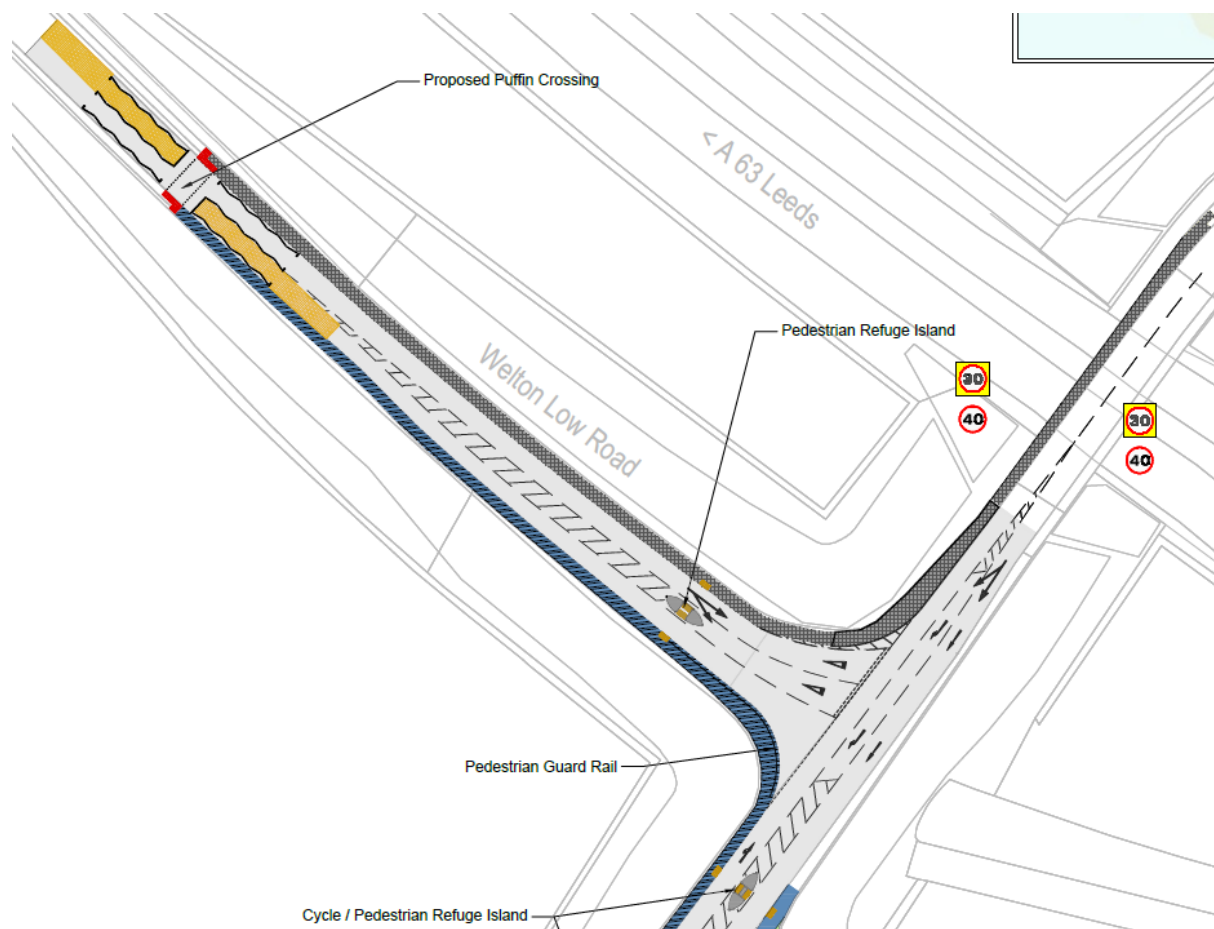 Proposed Puffin Crossing
< A 63 Leeds
Pedestrian Refuge Island
Welton Low Road
30
40
30
40
Pedestrian Guard Rail
Cycle / Pedestrian Refuge Island